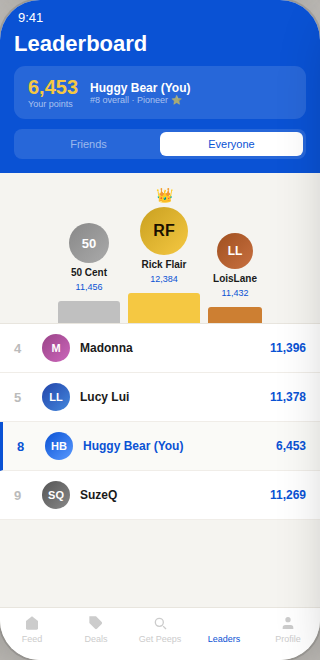 9:41
Leaderboard
6,453
Your points
Huggy Bear (You)
#8 overall · Pioneer ⭐
Friends
Everyone
👑
50
RF
LL
50 Cent
11,456
Rick Flair
12,384
LoisLane
11,432
4 M Madonna 11,396
5 LL Lucy Lui 11,378
8 HB Huggy Bear (You) 6,453
9 SQ SuzeQ 11,269
Feed Deals Get Peeps Leaders Profile